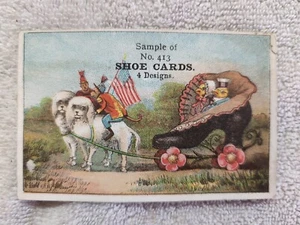 Sample of
No. 413
SHOE CARDS.
4 Designs.